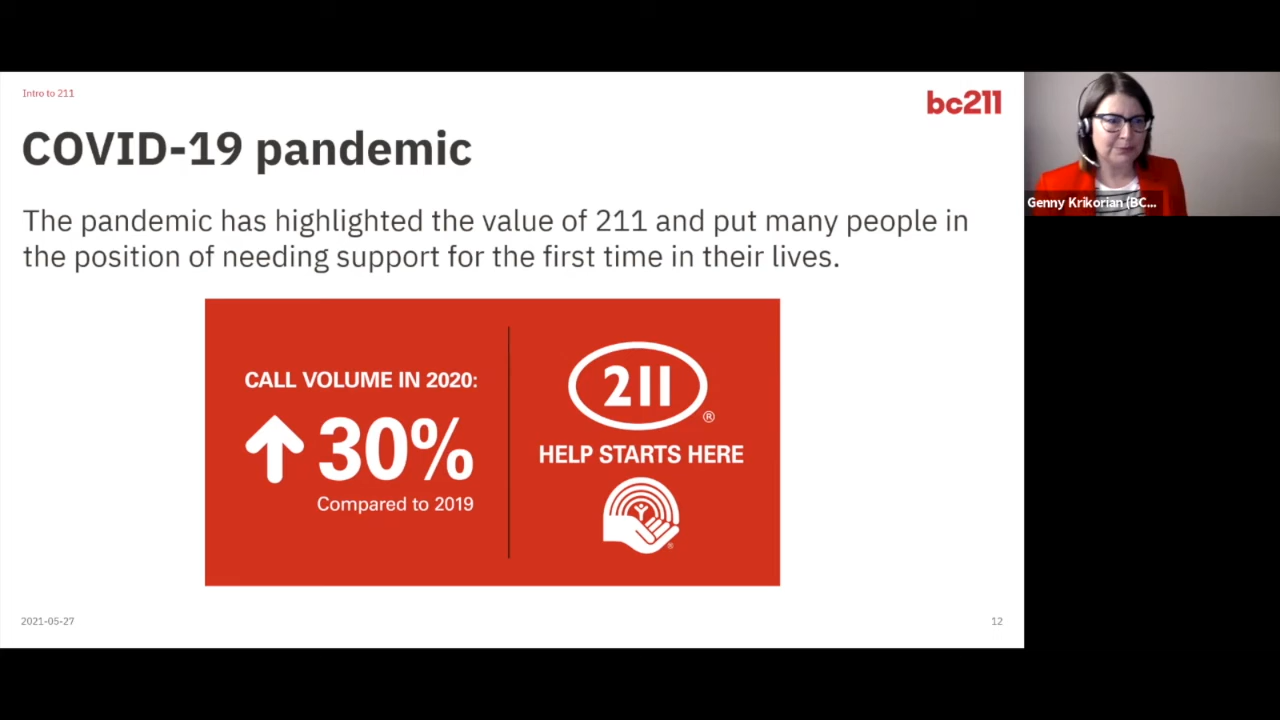 Intro to 211
bc211
COVID-19 pandemic
The pandemic has highlighted the value of 211 and put many people in
the position of needing support for the first time in their lives.
CALL VOLUME IN 2020:
30%
Compared to 2019
211
®
HELP STARTS HERE
®
2021-05-27
12
Genny Krikorian (BC...